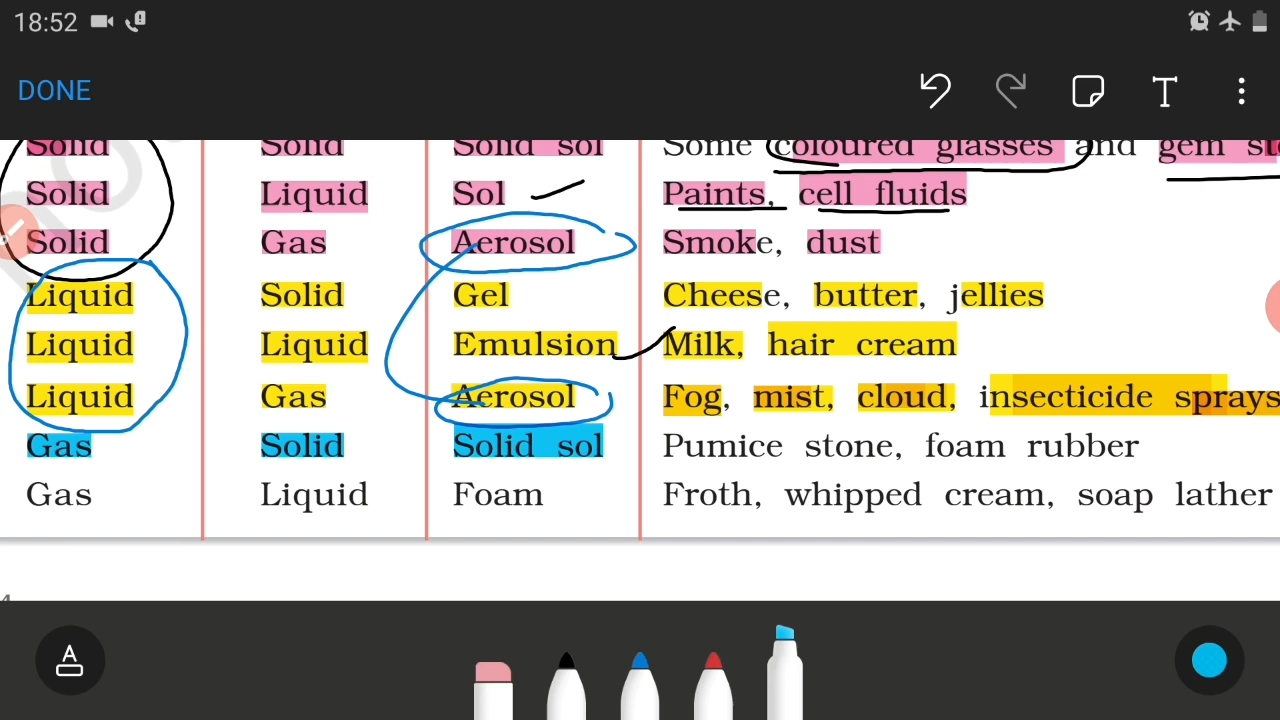 18:52
DONE
Solid Solid Solid sol Some coloured glasses and gem
Solid Liquid Sol Paints, cell fluids
Solid Gas Aerosol Smoke, dust
Liquid Solid Gel Cheese, butter, jellies
Liquid Liquid Emulsion Milk, hair cream
Liquid Gas Aerosol Fog, mist, cloud, insecticide sprays
Gas Solid Solid sol Pumice stone, foam rubber
Gas Liquid Foam Froth, whipped cream, soap lather
T
A